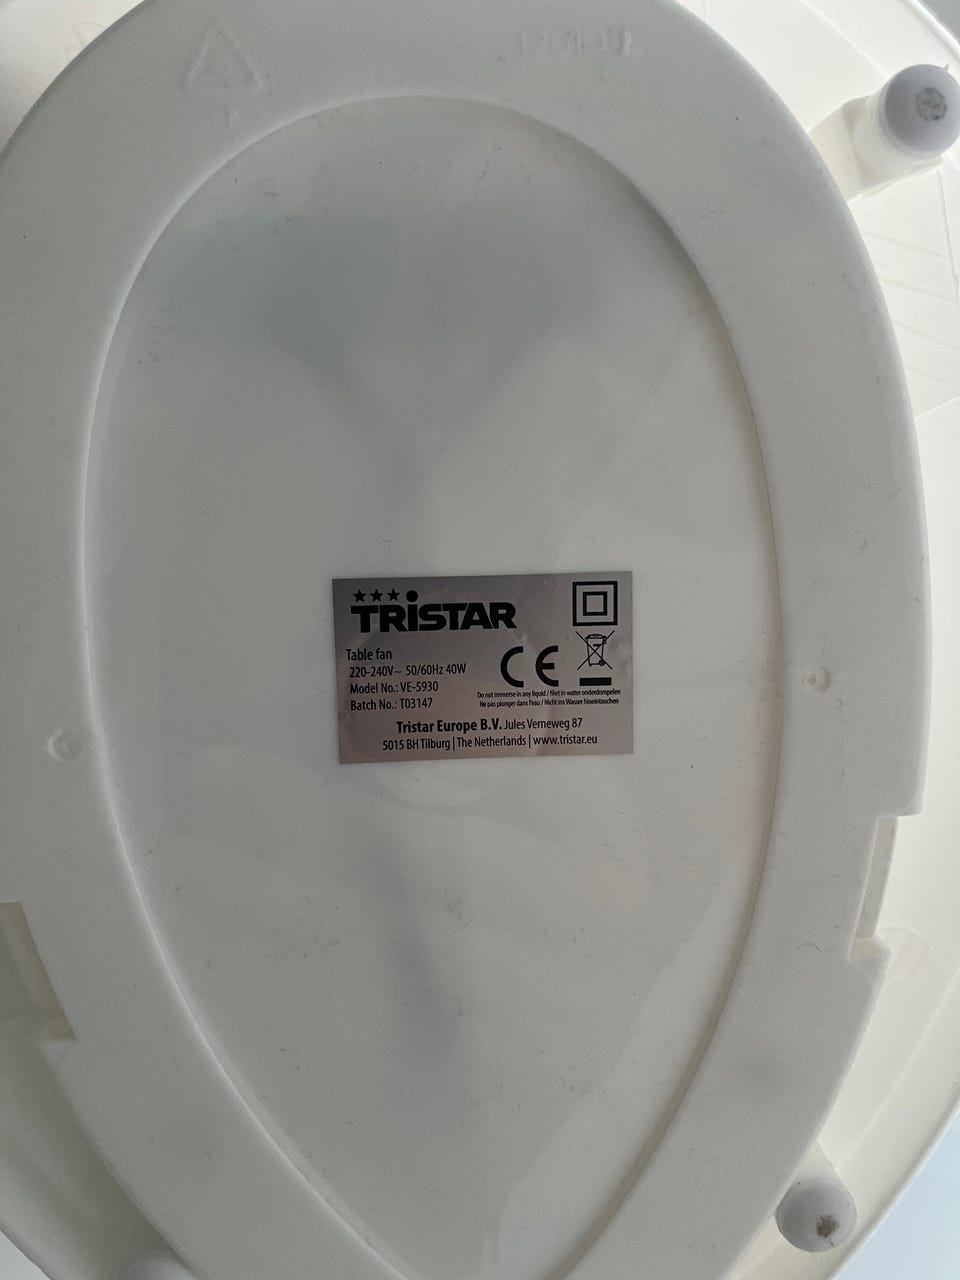 TRISTAR
Table fan
220-240V~ 50/60Hz 40W
Model No.: VE-5930
Batch No.: T03147
CE
Do not immerse in any liquid / Niet in water onderdompelen
Ne pas plonger dans l'eau / Nicht ins Wasser hineintauchen
Tristar Europe B.V. Jules Verneweg 87
5015 BH Tilburg | The Netherlands | www.tristar.eu